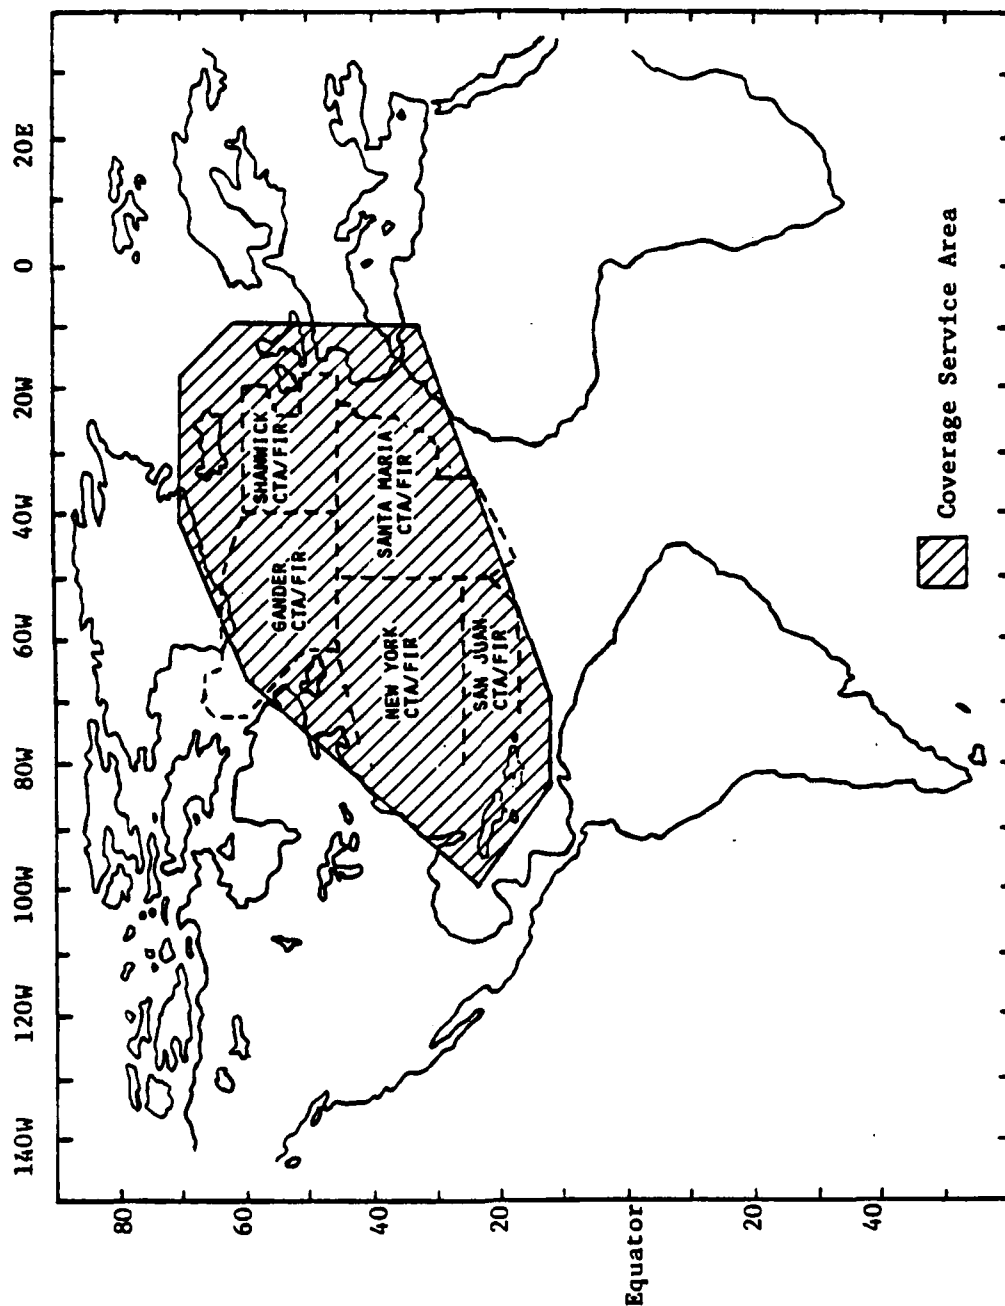 140W
120W
100W
80W
60W
40W
20W
0
20E
80
60
40
20
Equator
20
40
SHANWICK
CTA/FIR
GANDER
CTA/FIR
SANTA MARIA
CTA/FIR
NEW YORK
CTA/FIR
SAN JUAN
CTA/FIR
Coverage Service Area